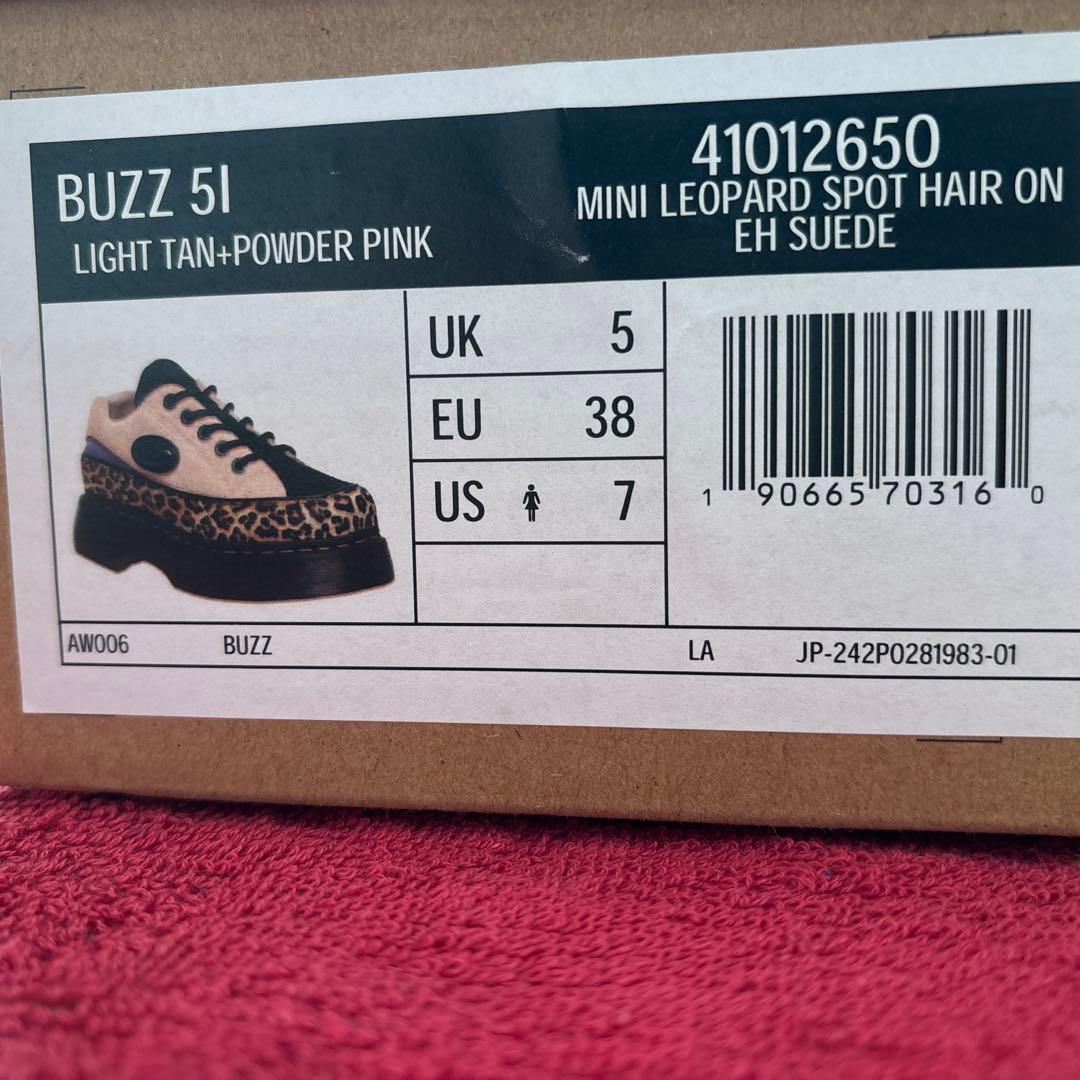 BUZZ 5I
LIGHT TAN+POWDER PINK
41012650
MINI LEOPARD SPOT HAIR ON
EH SUEDE
UK 5
EU 38
US 7
1 90665 70316 0
AW006 BUZZ LA JP-242P0281983-01